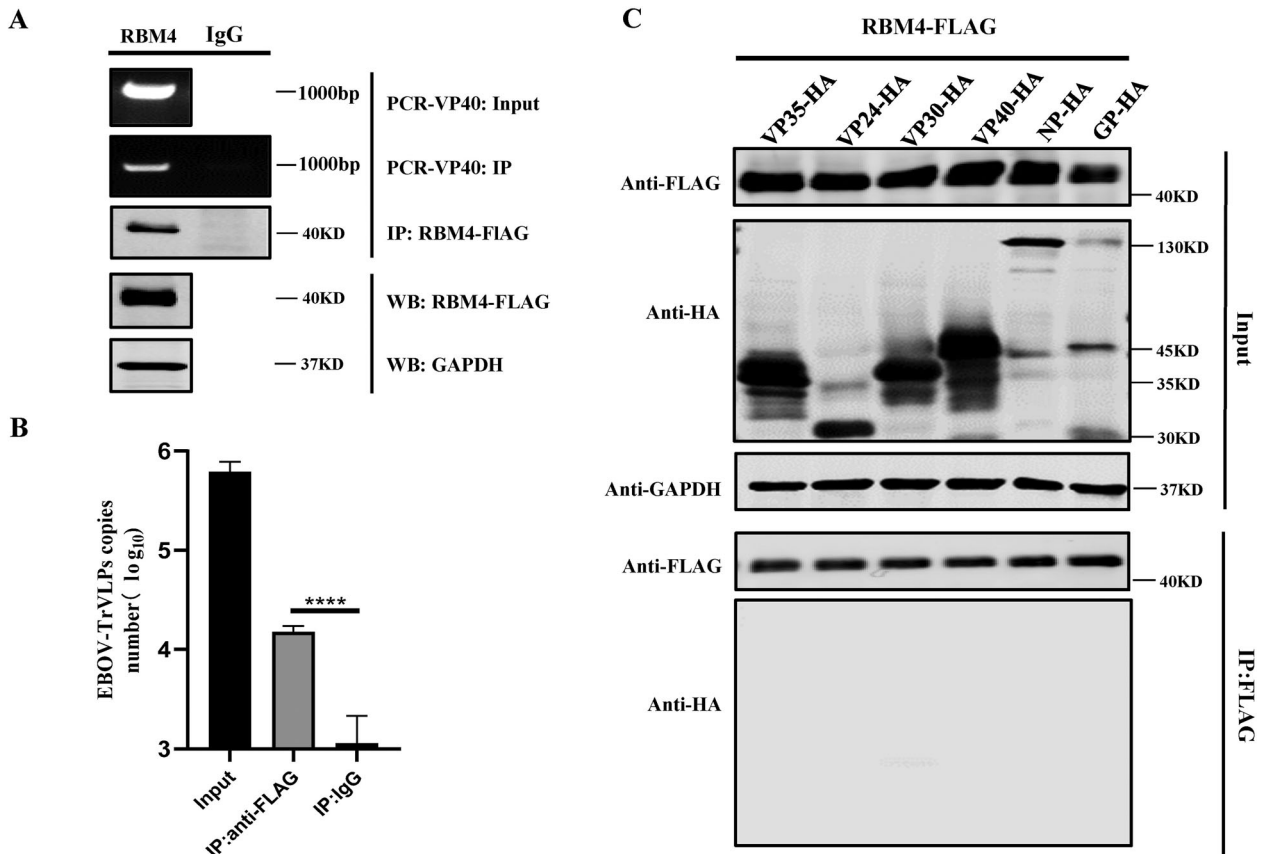 A
RBM4 IgG
1000bp PCR-VP40: Input
1000bp PCR-VP40: IP
40KD IP: RBM4-FlAG
40KD WB: RBM4-FLAG
37KD WB: GAPDH
B
EBOV-TrVLPs copies
number( log10)
6
5
4
3
****
Input
IP:anti-FLAG
IP:IgG
C
RBM4-FLAG
VP35-HA
VP24-HA
VP30-HA
VP40-HA
NP-HA
GP-HA
Anti-FLAG 40KD
Anti-HA
130KD
45KD
35KD
30KD
Anti-GAPDH 37KD
Input
Anti-FLAG 40KD
Anti-HA
IP:FLAG